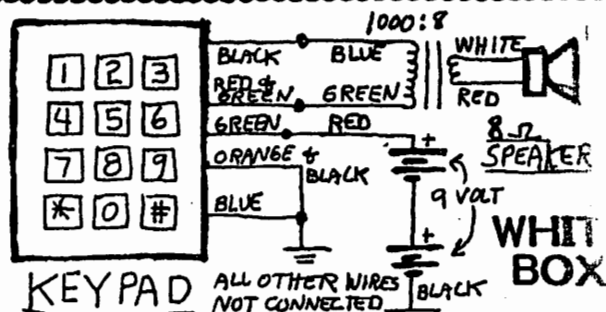 1000:8
BLACK BLUE WHITE
RED &
GREEN GREEN RED
1 2 3
4 5 6
7 8 9
* 0 #
GREEN RED
8 Ω
SPEAKER
ORANGE &
BLACK
+
9 VOLT
BLUE
+
BOX
KEYPAD
ALL OTHER WIRES
NOT CONNECTED
BLACK